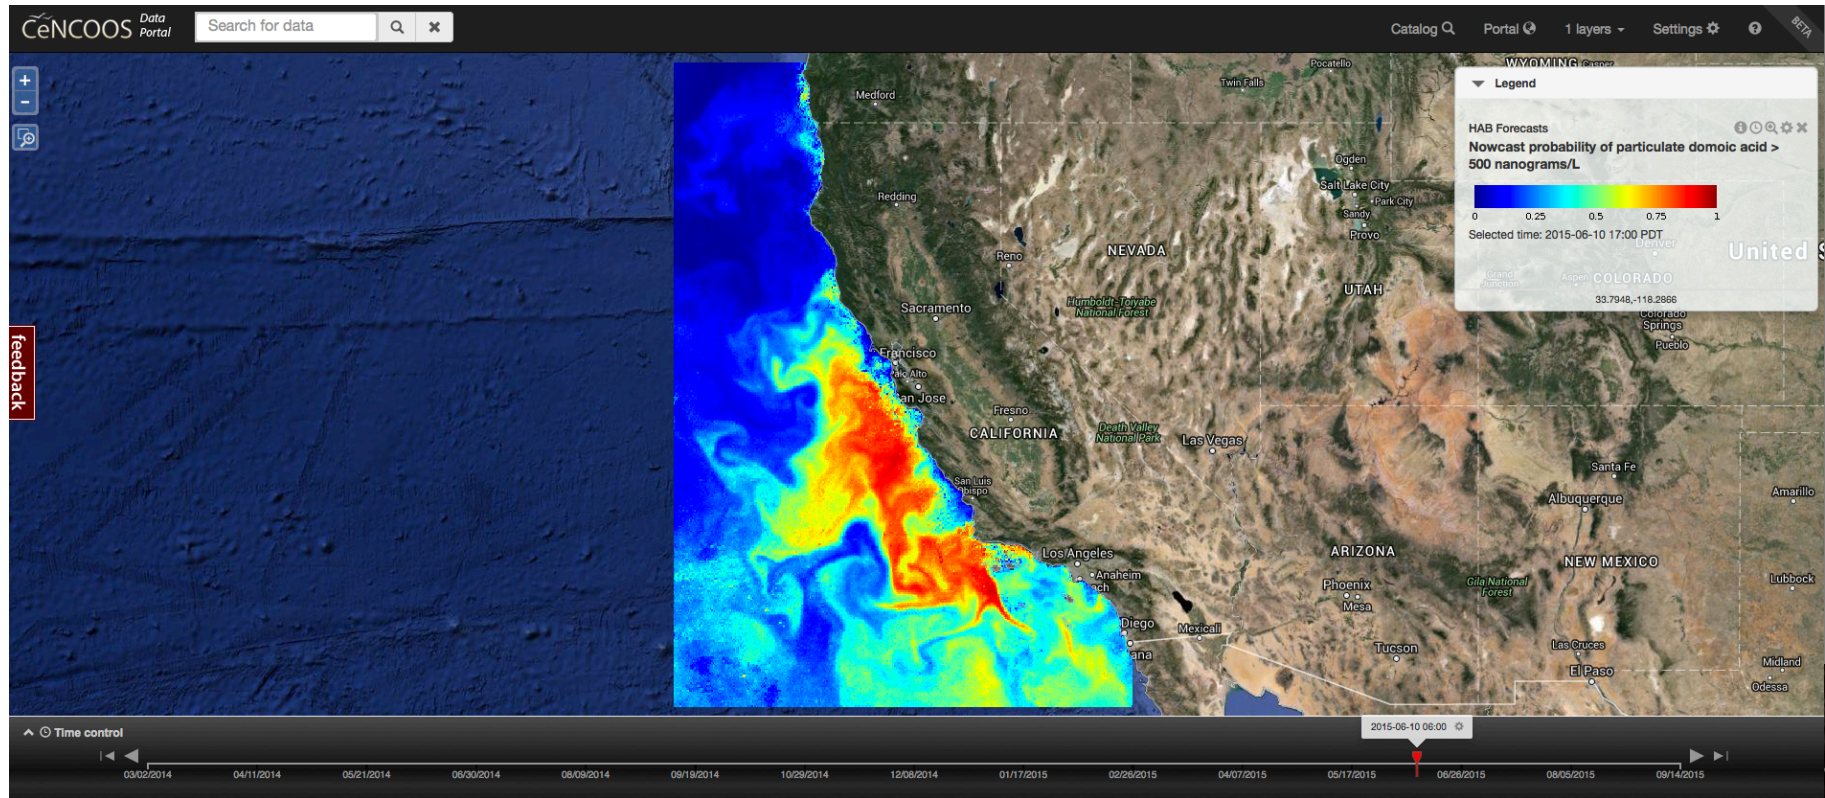 CeNCOOS Data Portal
Search for data
Catalog
Portal
1 layers
Settings
?
BETA
+
-
feedback
Legend
HAB Forecasts
Nowcast probability of particulate domoic acid >
500 nanograms/L
0 0.25 0.5 0.75 1
Selected time: 2015-06-10 17:00 PDT
33.7948,-118.2866
WYOMING
Casper
Pocatello
Twin Falls
Medford
Ogden
Salt Lake City
Park City
Sandy
Provo
Redding
Reno
NEVADA
UTAH
Denver
United S
Grand
Junction
Aspen
COLORADO
Colorado
Springs
Pueblo
Humboldt-Toiyabe
National Forest
Sacramento
Francisco
alo Alto
an Jose
Fresno
CALIFORNIA
Death Valley
National Park
Las Vegas
Santa Fe
San Luis
Obispo
Albuquerque
Amarillo
Los Angeles
Anaheim
ach
ARIZONA
NEW MEXICO
Phoenix
Mesa
Gila National
Forest
Lubbock
Diego
ana
Mexicali
Tucson
Las Cruces
El Paso
Midland
Odessa
Time control
2015-06-10 06:00
03/02/2014 04/11/2014 05/21/2014 06/30/2014 08/09/2014 09/19/2014 10/29/2014 12/08/2014 01/17/2015 02/26/2015 04/07/2015 05/17/2015 06/26/2015 08/05/2015 09/14/2015